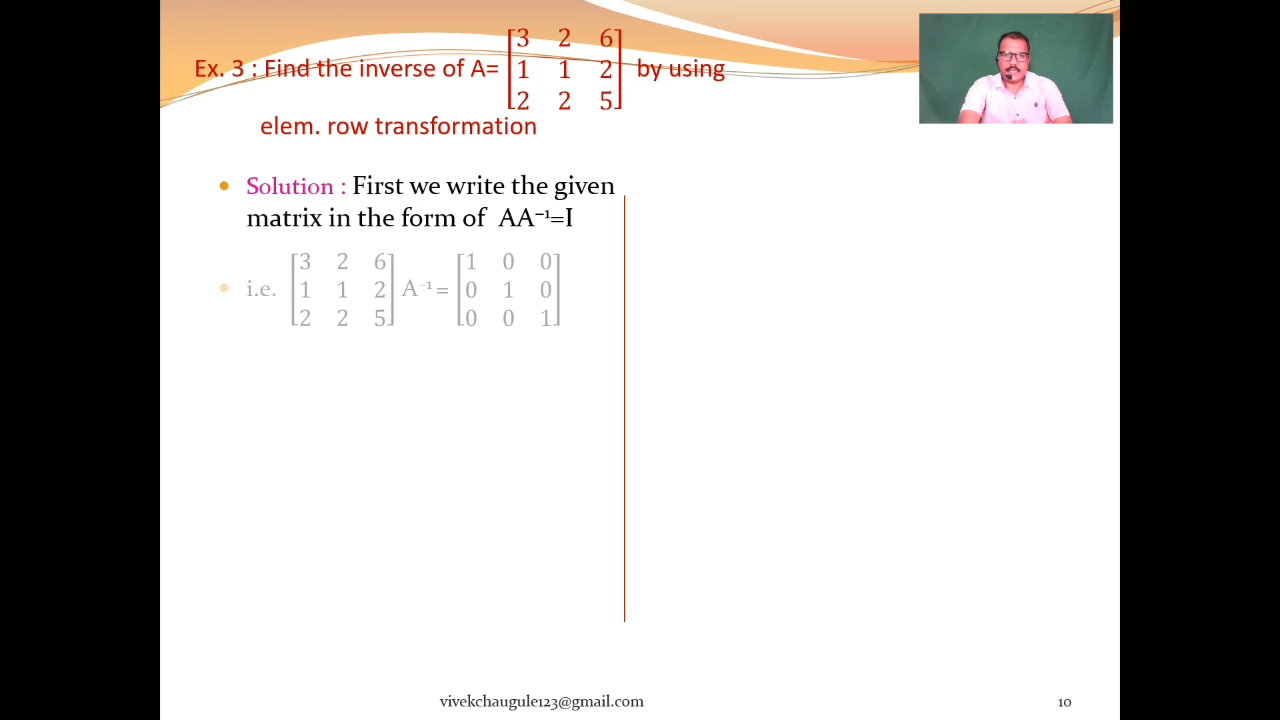 Ex. 3 : Find the inverse of A= [3 2 6; 1 1 2; 2 2 5] by using
elem. row transformation
• Solution : First we write the given
matrix in the form of AA⁻¹=I
• i.e. [3 2 6; 1 1 2; 2 2 5] A⁻¹ = [1 0 0; 0 1 0; 0 0 1]
vivekchaugule123@gmail.com
10